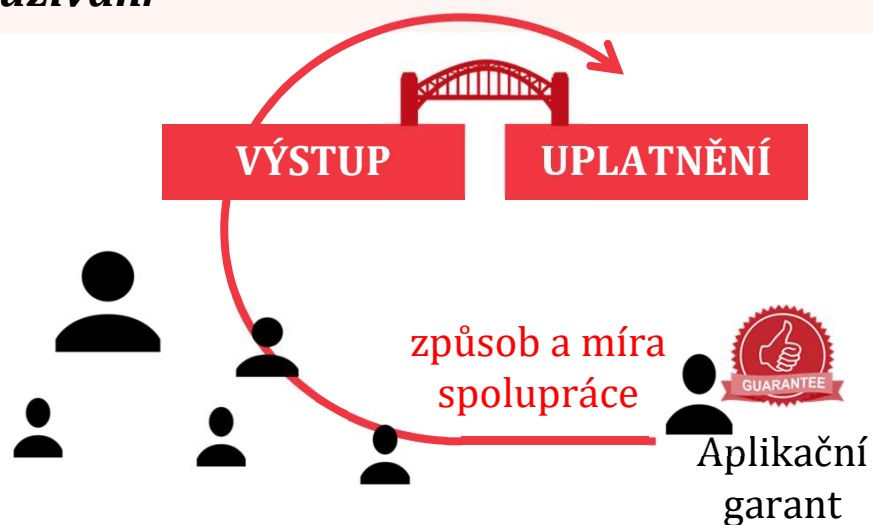 VÝSTUP
UPLATNĚNÍ
způsob a míra
spolupráce
GUARANTEE
Aplikační
garant